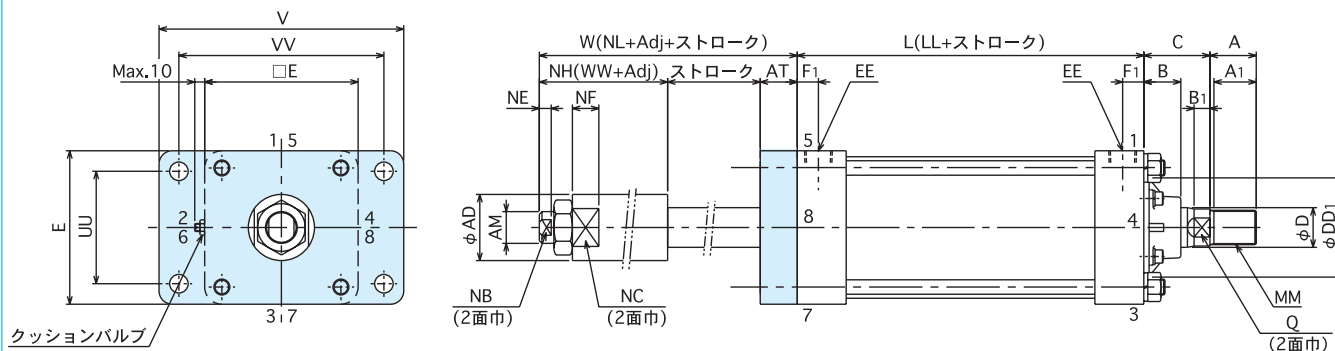 V
VV
Max.10
□E
1 5
E
UU
2
6
4
8
3 7
クッションバルブ
W(NL+Adj+ストローク)
L(LL+ストローク)
C
A
NH(WW+Adj)
ストローク
AT
F1
EE
EE
F1
B
A1
NE
NF
B1
5
1
φAD
AM
8
4
φD
φDD1
NB
(2面巾)
NC
(2面巾)
7
3
MM
Q
(2面巾)